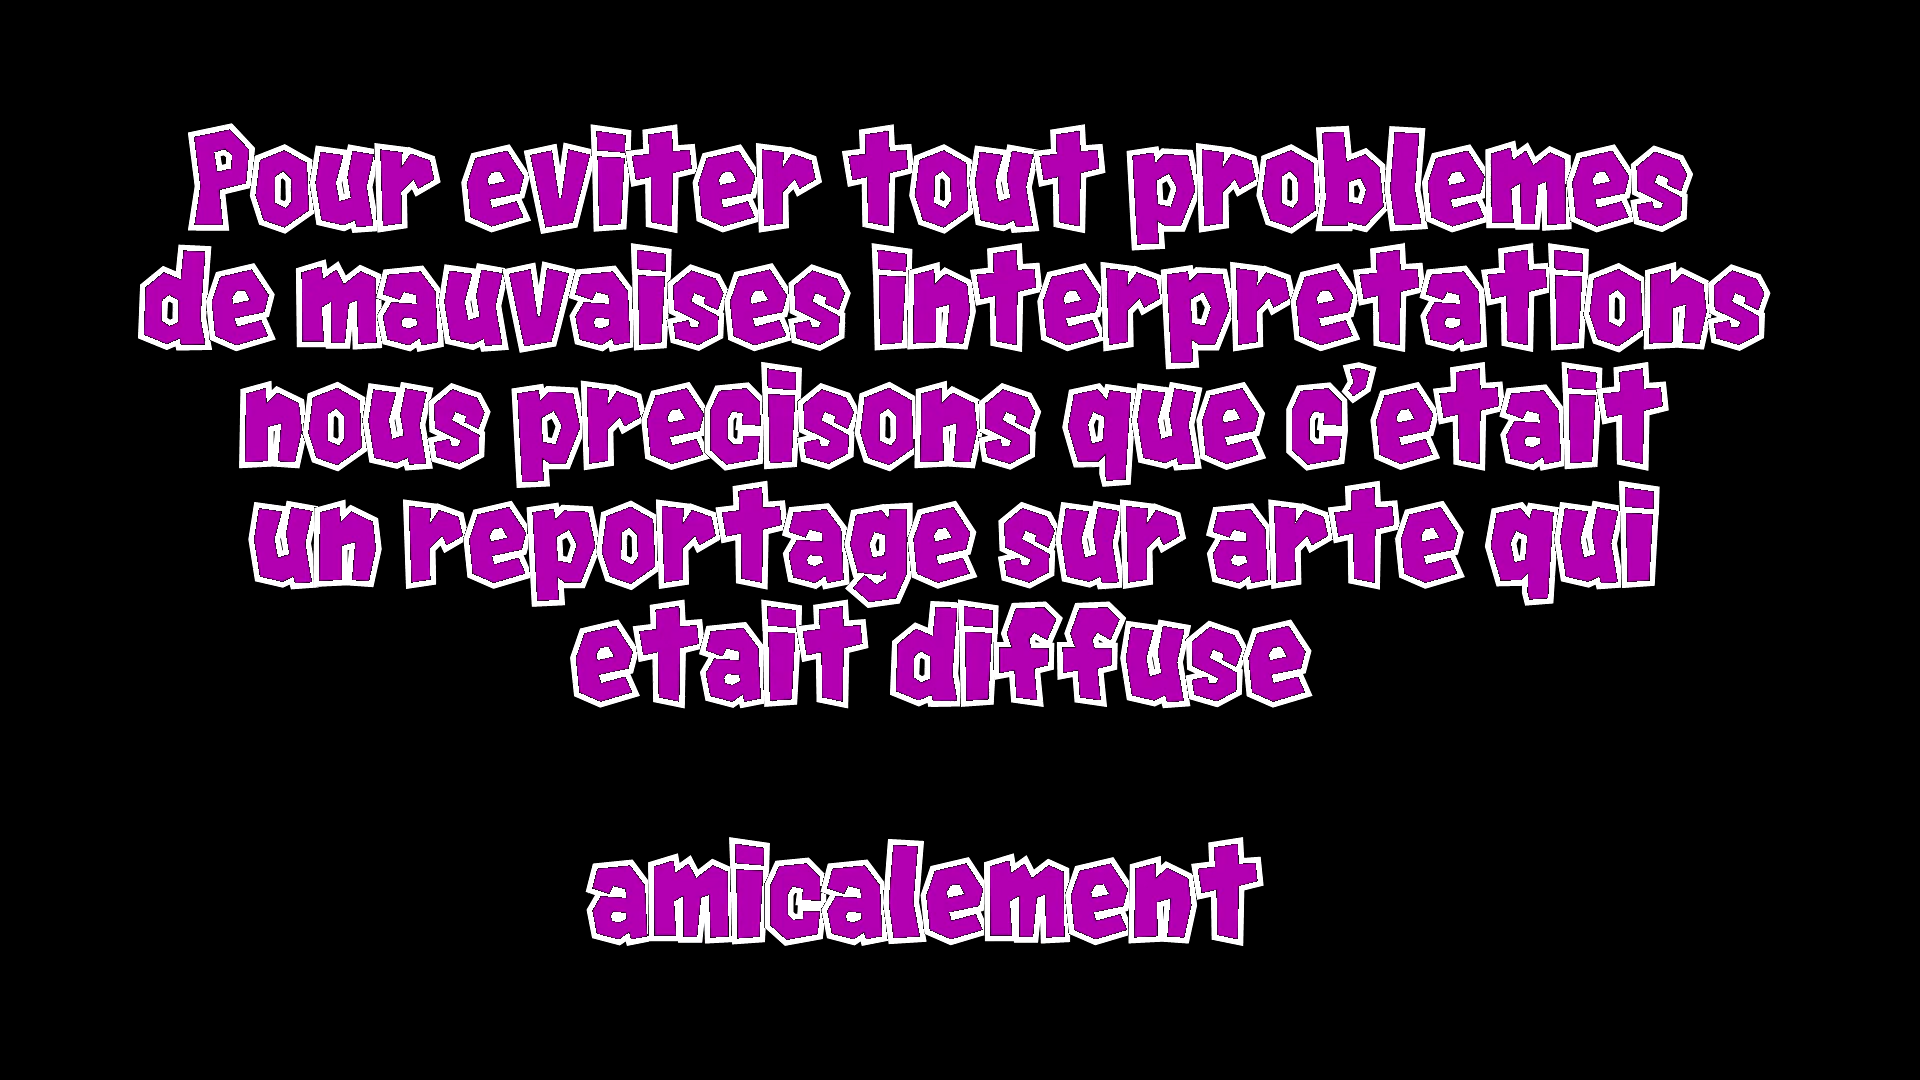 Pour eviter tout problemes
de mauvaises interpretations
nous precisons que c'etait
un reportage sur arte qui
etait diffuse
amicalement